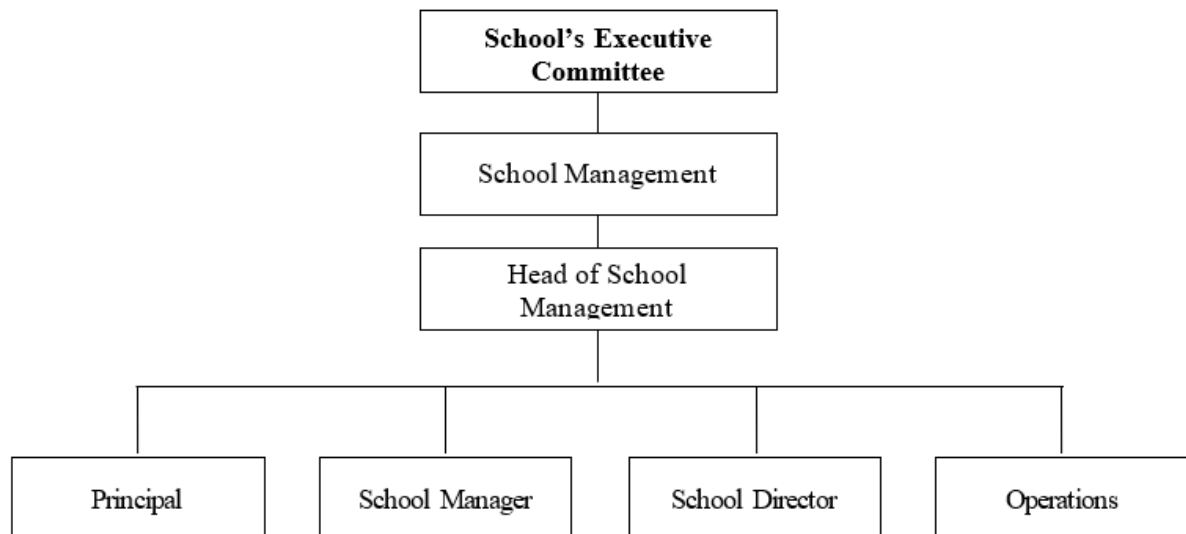 School’s Executive
Committee
School Management
Head of School
Management
Principal
School Manager
School Director
Operations